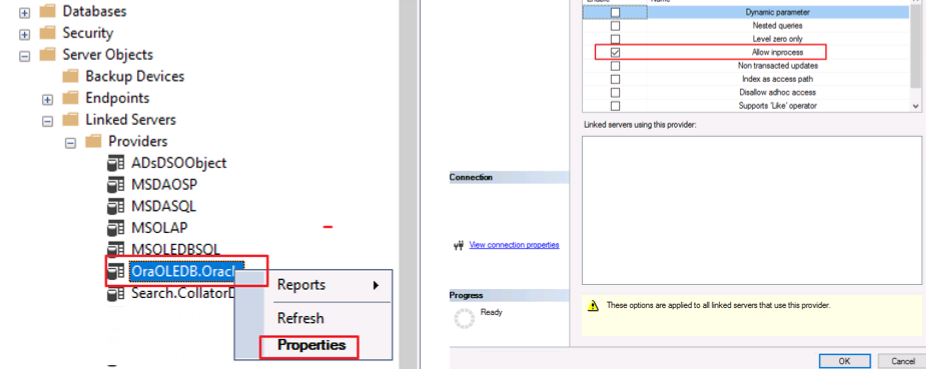 Databases
Security
Server Objects
Backup Devices
Endpoints
Linked Servers
Providers
ADsDSOObject
MSDAOSP
MSDASQL
MSOLAP
MSOLEDBSQL
OraOLEDB.Oracl
Search.CollatorD
Reports
Refresh
Properties
Dynamic parameter
Nested queries
Level zero only
Allow inprocess
Non transacted updates
Index as access path
Disallow adhoc access
Supports 'Like' operator
Linked servers using this provider:
Connection
View connection properties
Progress
Ready
These options are applied to all linked servers that use this provider.
OK
Cancel